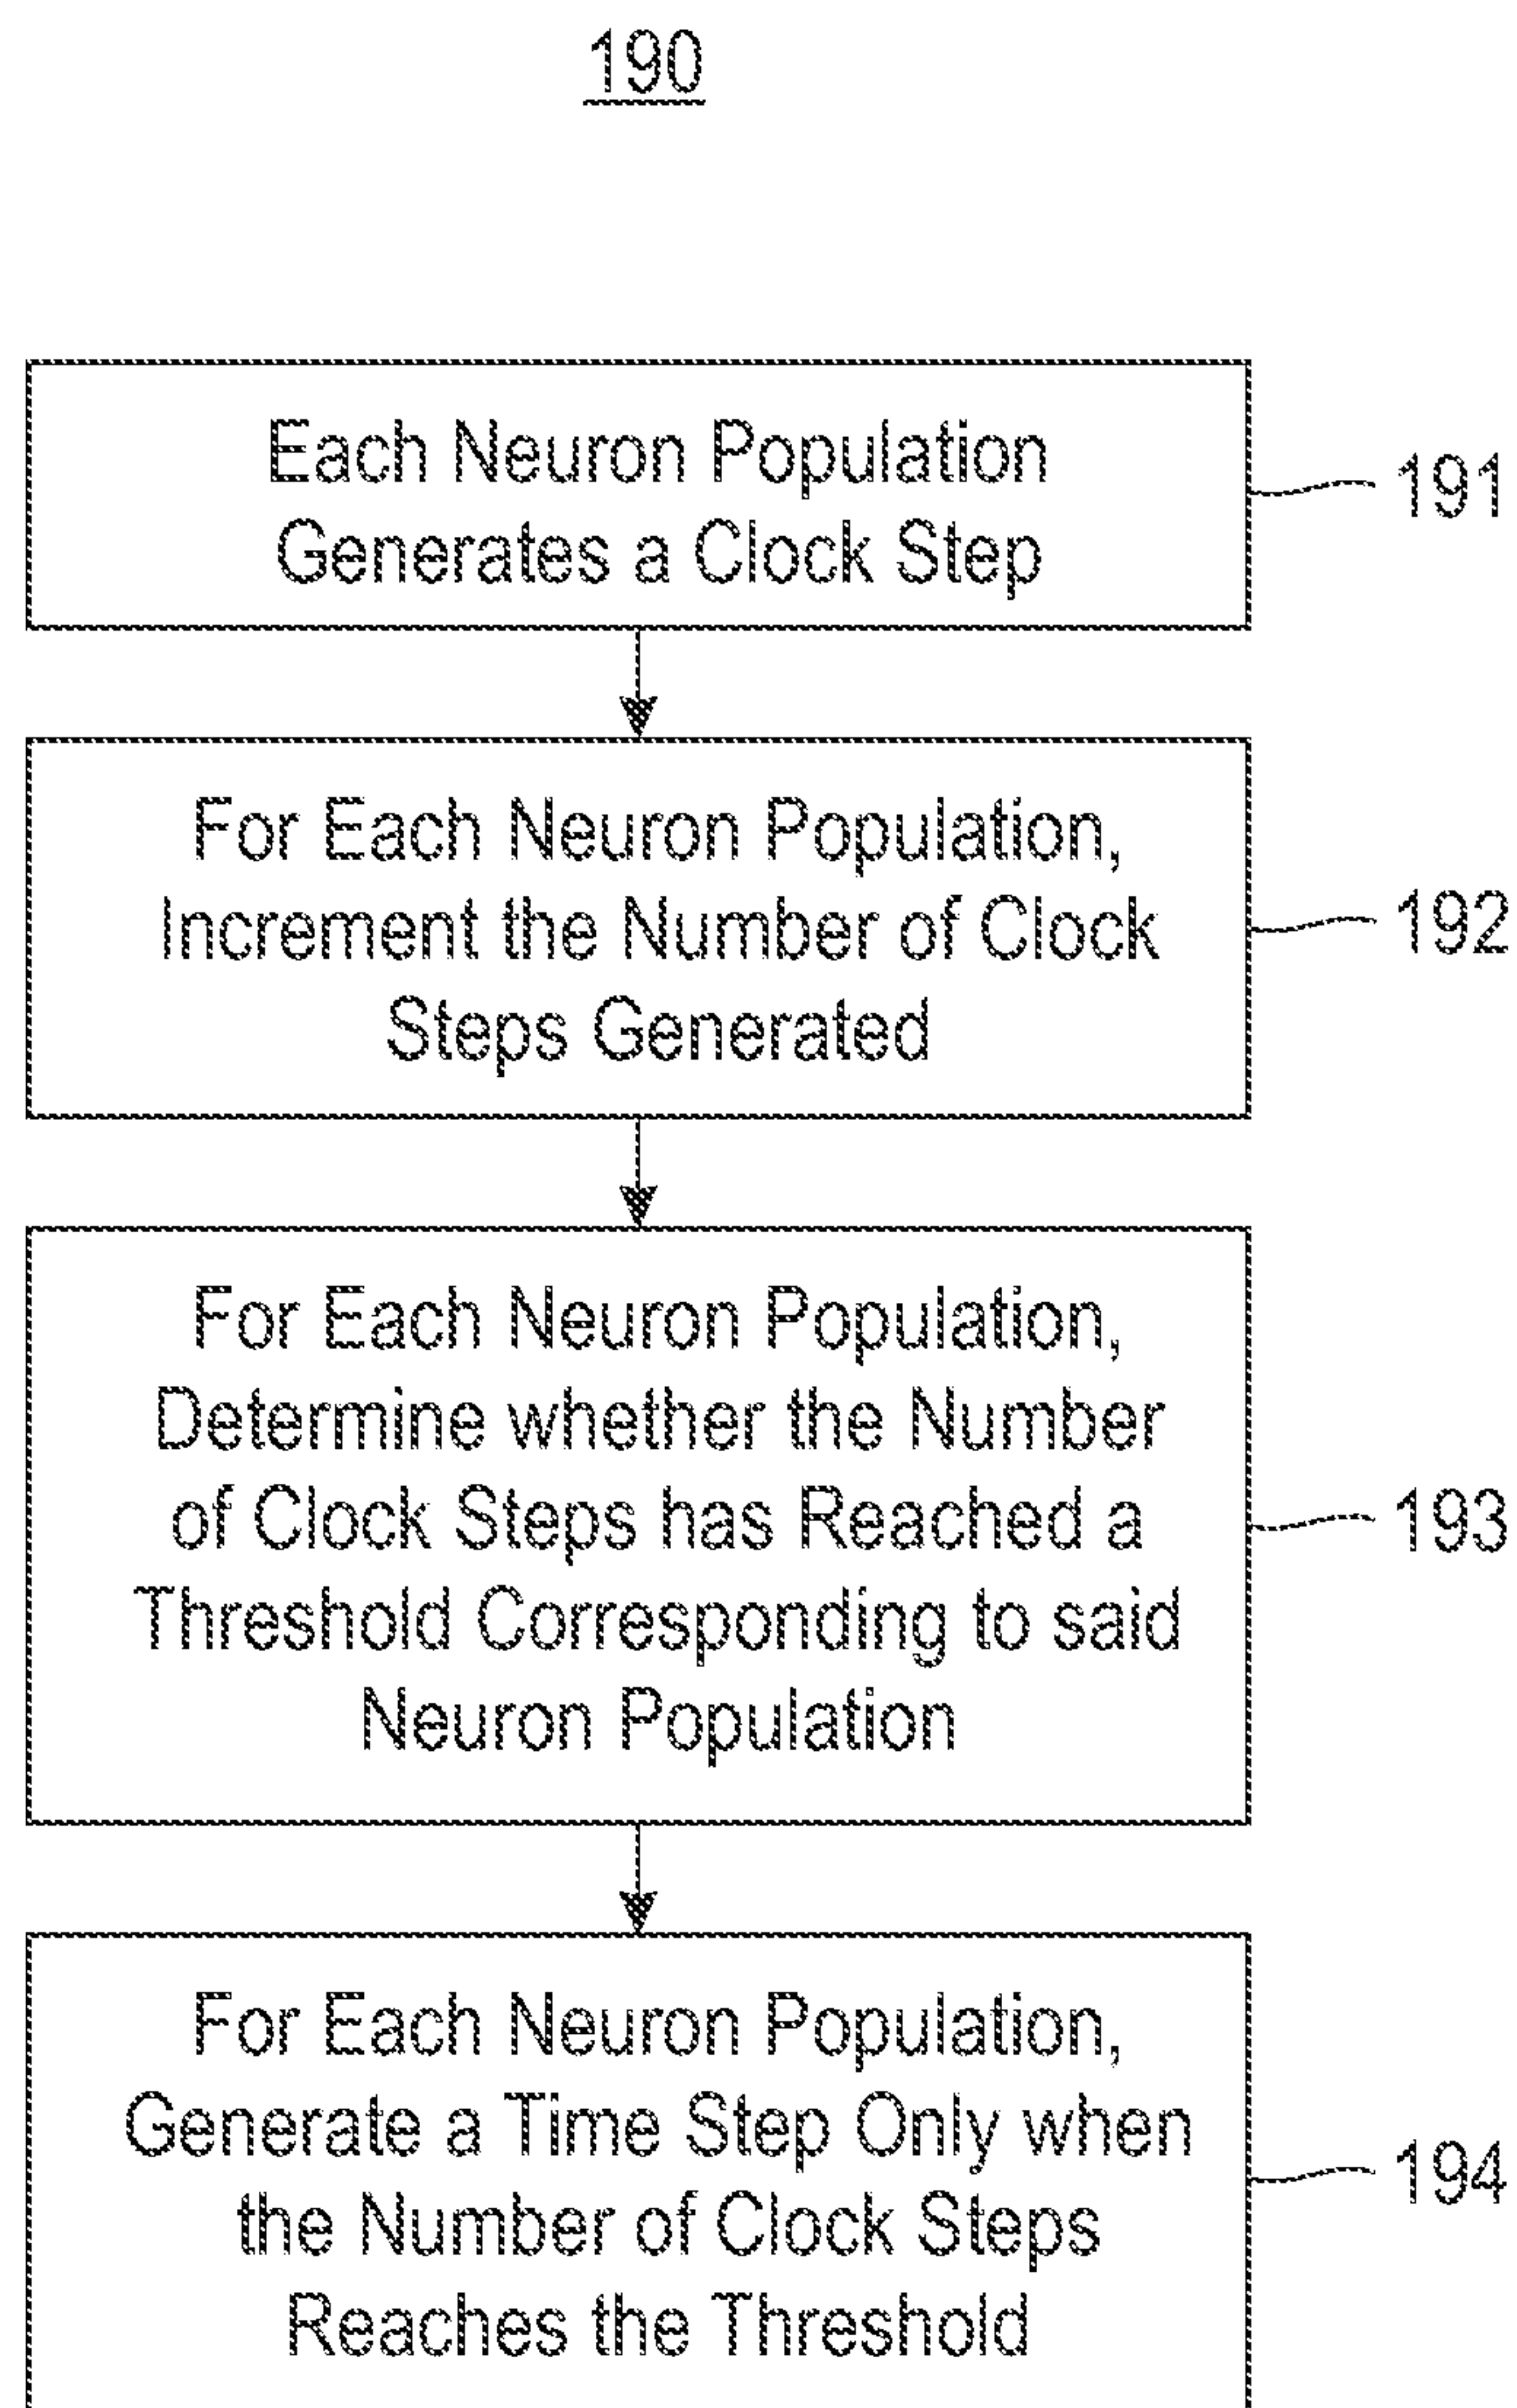 190
Each Neuron Population
Generates a Clock Step
191
For Each Neuron Population,
Increment the Number of Clock
Steps Generated
192
For Each Neuron Population,
Determine whether the Number
of Clock Steps has Reached a
Threshold Corresponding to said
Neuron Population
193
For Each Neuron Population,
Generate a Time Step Only when
the Number of Clock Steps
Reaches the Threshold
194